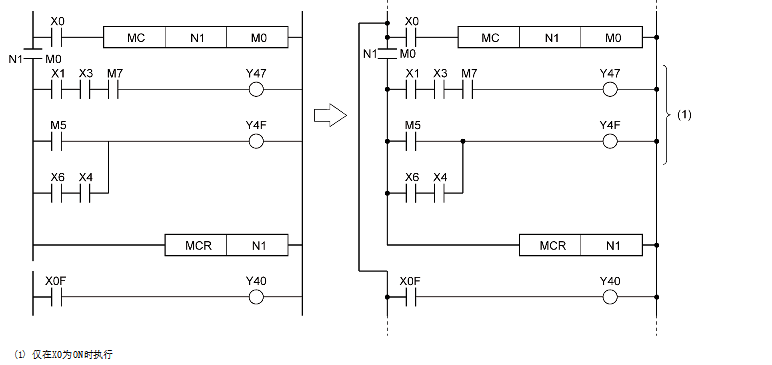 X0 X0
MC N1 M0 MC N1 M0
N1 M0 N1 M0
X1 X3 M7 Y47 X1 X3 M7 Y47
(1)
M5 Y4F M5 Y4F
X6 X4 X6 X4
MCR N1 MCR N1
X0F Y40 X0F Y40
(1) 仅在X0为ON时执行